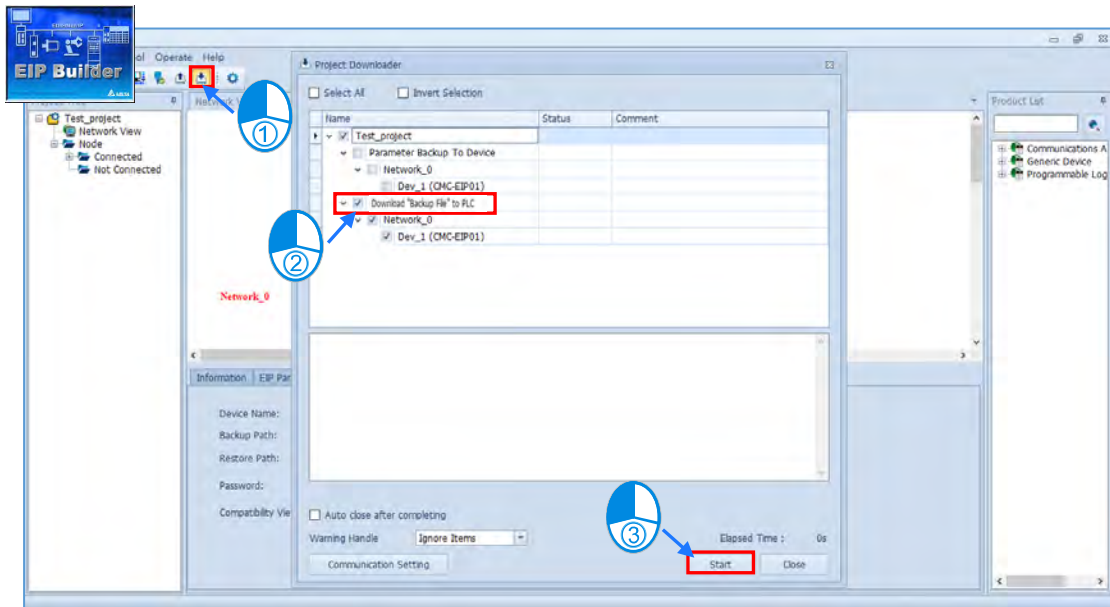 EIP Builder
ol Operate Help
Network V
①
Test_project
Network View
Node
Connected
Not Connected
Network_0
Information EIP Par
Device Name:
Backup Path:
Restore Path:
Password:
Compatibility Vie
Project Downloader
Select All Invert Selection
Name Status Comment
Test_project
Parameter Backup To Device
Network_0
Dev_1 (CMC-EIP01)
Download "Backup File" to PLC
②
Network_0
Dev_1 (CMC-EIP01)
Auto close after completing
③
Warning Handle Ignore Items Elapsed Time : 0s
Communication Setting Start Close
Product List
Communications A
Generic Device
Programmable Log